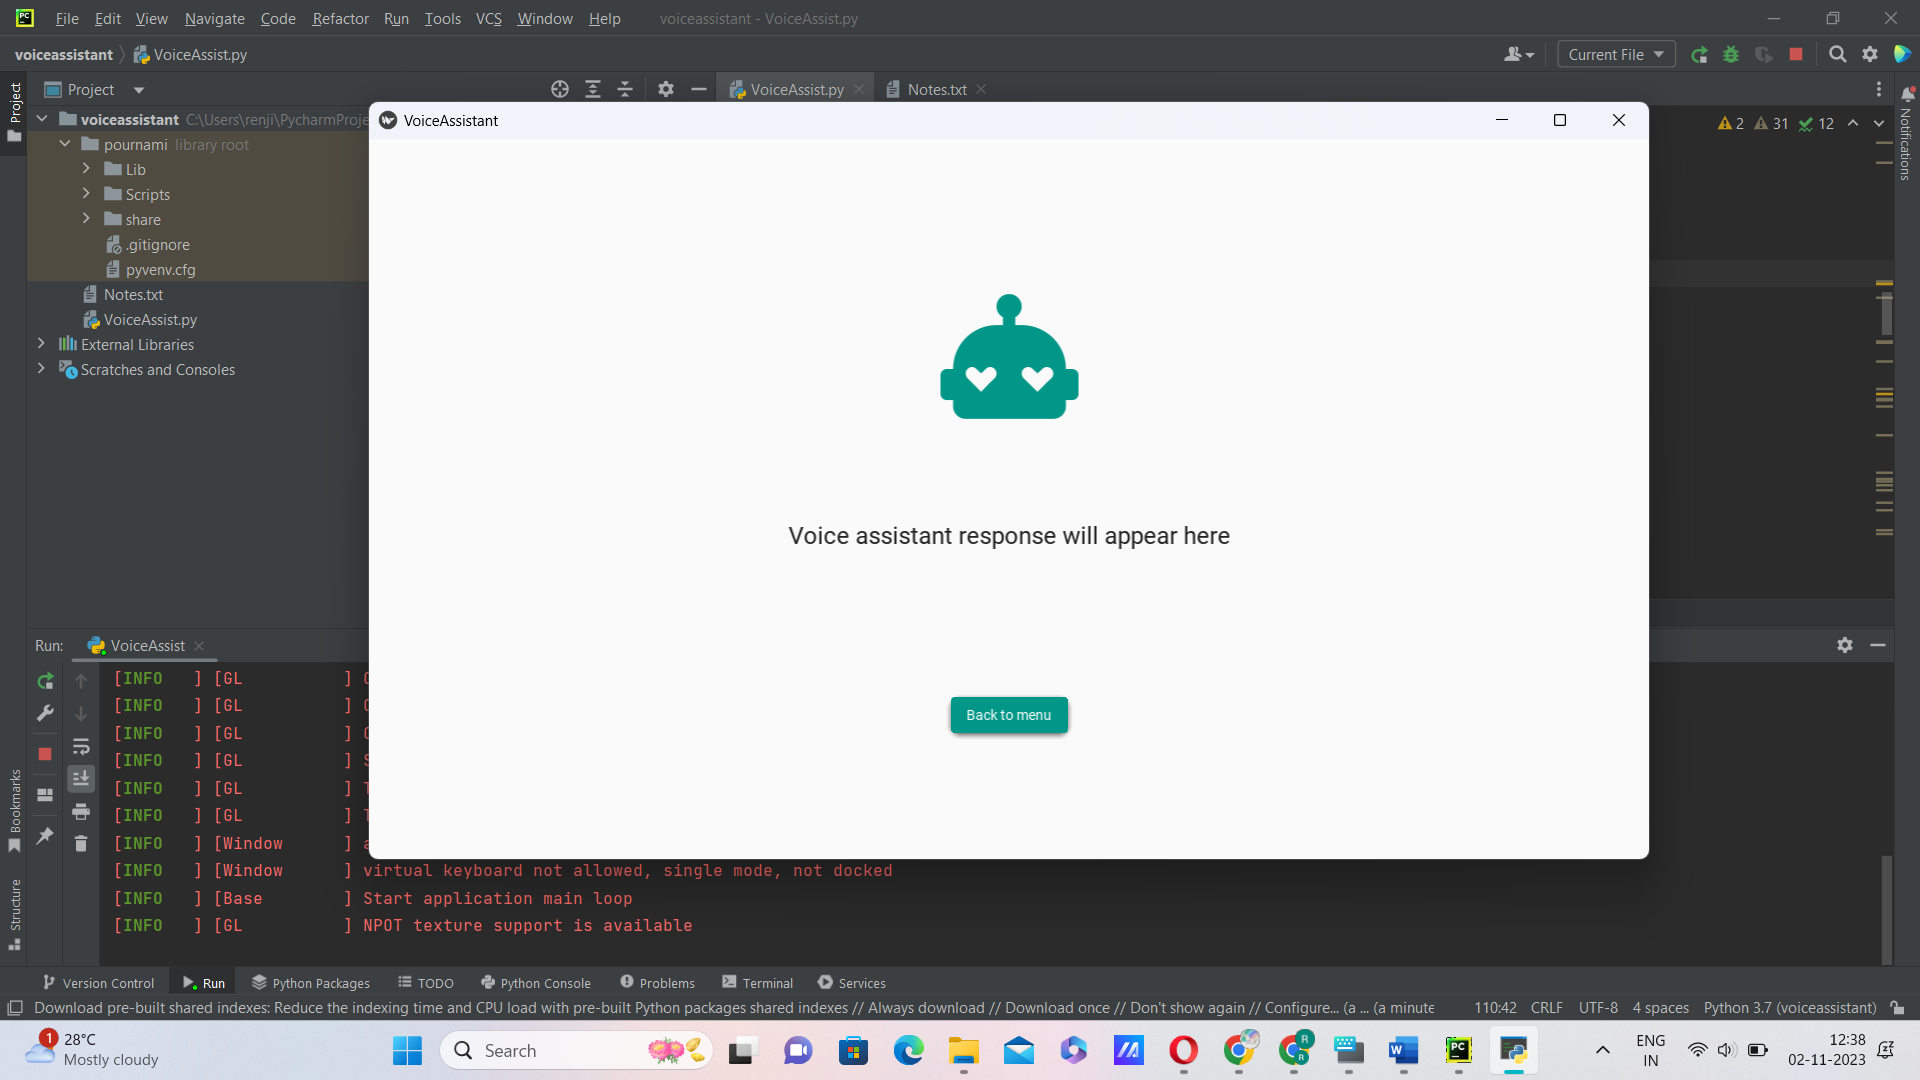 File Edit View Navigate Code Refactor Run Tools VCS Window Help voiceassistant - VoiceAssist.py
voiceassistant VoiceAssist.py Current File
Project VoiceAssist.py Notes.txt
Project
Notifications
voiceassistant C:\Users\renji\PycharmProje
2 31 12
pournami library root
Lib
Scripts
share
.gitignore
pyvenv.cfg
Notes.txt
VoiceAssist.py
External Libraries
Scratches and Consoles
VoiceAssistant
Voice assistant response will appear here
Back to menu
Run: VoiceAssist
[INFO ] [GL ]
[INFO ] [GL ]
[INFO ] [GL ]
[INFO ] [GL ] S
[INFO ] [GL ] T
[INFO ] [GL ] T
[INFO ] [Window ] a
[INFO ] [Window ] virtual keyboard not allowed, single mode, not docked
[INFO ] [Base ] Start application main loop
[INFO ] [GL ] NPOT texture support is available
Bookmarks
Structure
Version Control Run Python Packages TODO Python Console Problems Terminal Services
Download pre-built shared indexes: Reduce the indexing time and CPU load with pre-built Python packages shared indexes // Always download // Download once // Don't show again // Configure... (a ... (a minute 110:42 CRLF UTF-8 4 spaces Python 3.7 (voiceassistant)
1
28°C
Mostly cloudy
Search
ENG
IN
12:38
02-11-2023